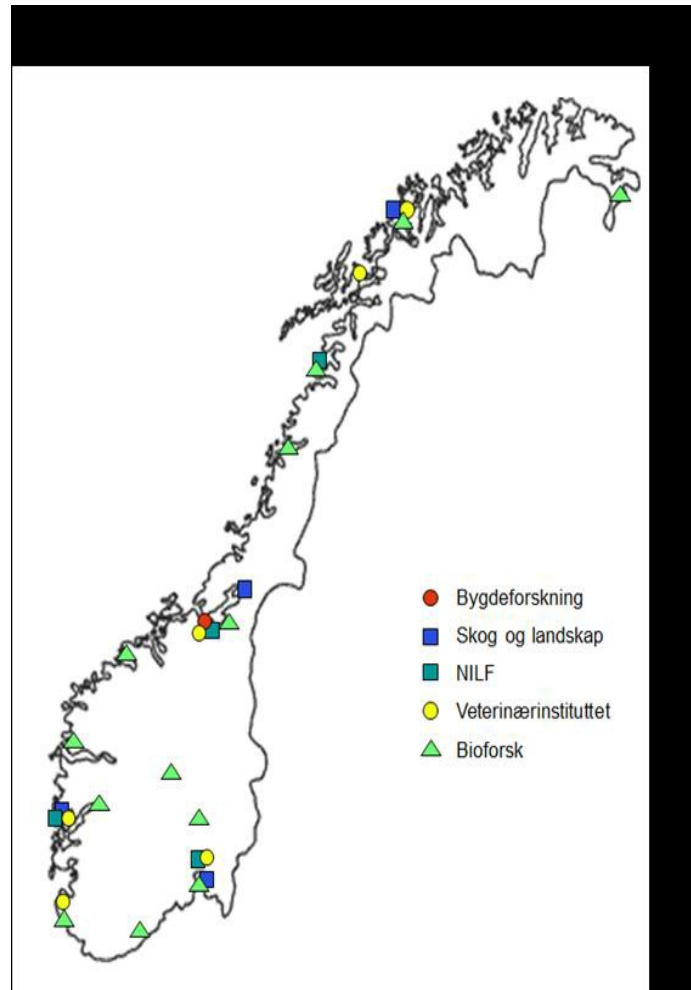 Bygdeforskning
Skog og landskap
NILF
Veterinærinstituttet
Bioforsk